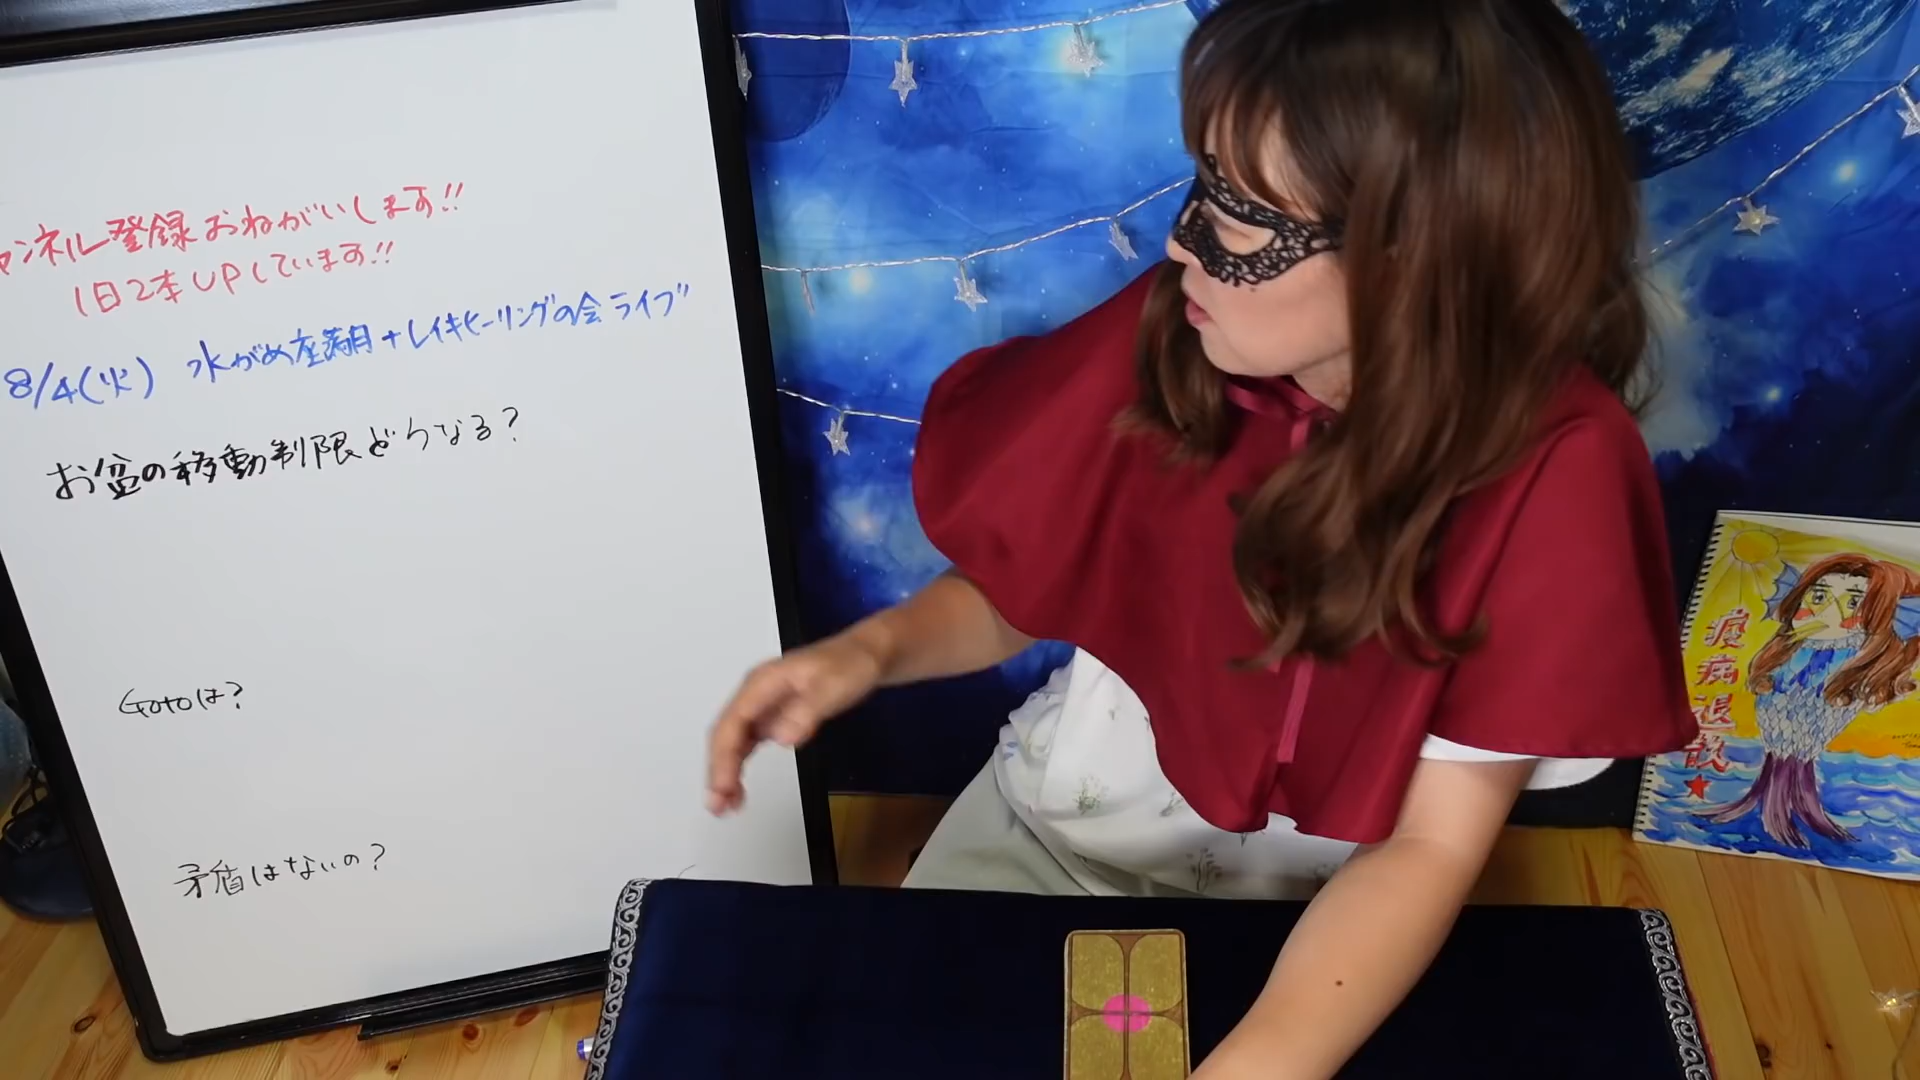 ャンネル登録おねがいします!!
1日2本UPしています!!
8/4(火) 水がめ座満月+レイキヒーリングの会ライブ
お盆の移動制限どうなる?
Gotoは?
矛盾はないの?
疫病退散★